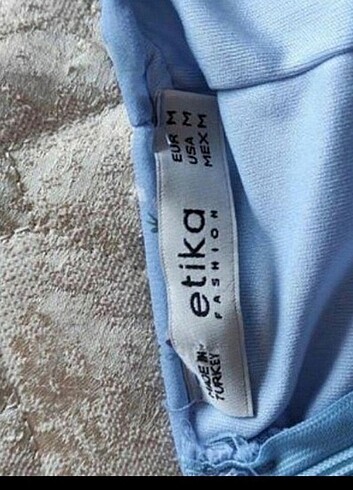 EUR M
USA M
MEX M
etika
FASHION
MADE IN
TURKEY